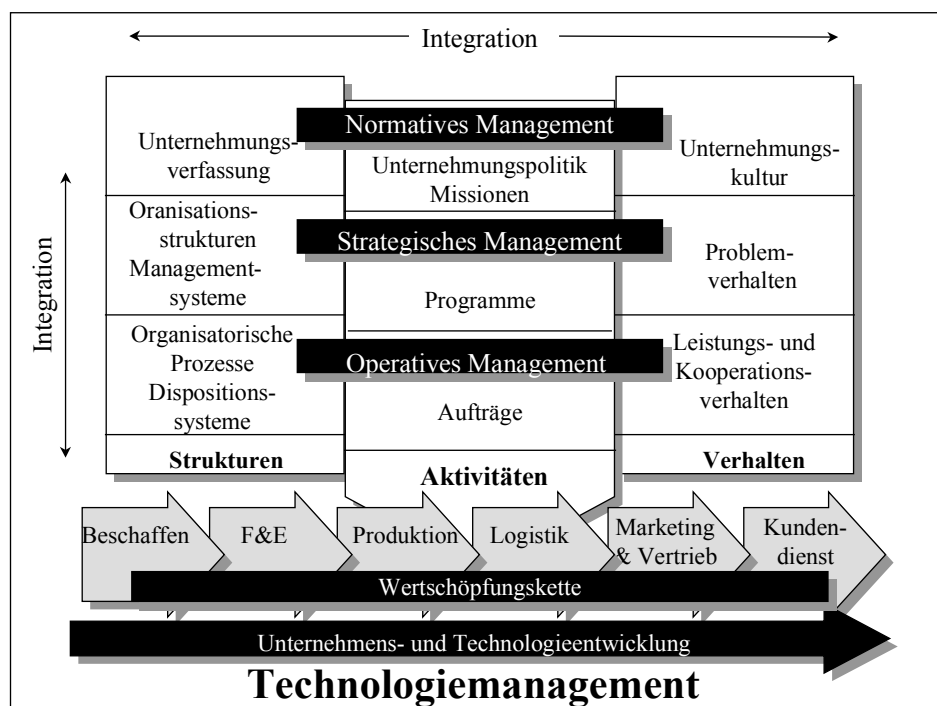 Integration
Integration
Normatives Management
Unternehmungs-
verfassung
Unternehmungspolitik
Missionen
Unternehmungs-
kultur
Strategisches Management
Oranisations-
strukturen
Management-
systeme
Programme
Problem-
verhalten
Operatives Management
Organisatorische
Prozesse
Dispositions-
systeme
Aufträge
Leistungs- und
Kooperations-
verhalten
Strukturen
Aktivitäten
Verhalten
Beschaffen
F&E
Produktion
Logistik
Marketing
& Vertrieb
Kunden-
dienst
Wertschöpfungskette
Unternehmens- und Technologieentwicklung
Technologiemanagement